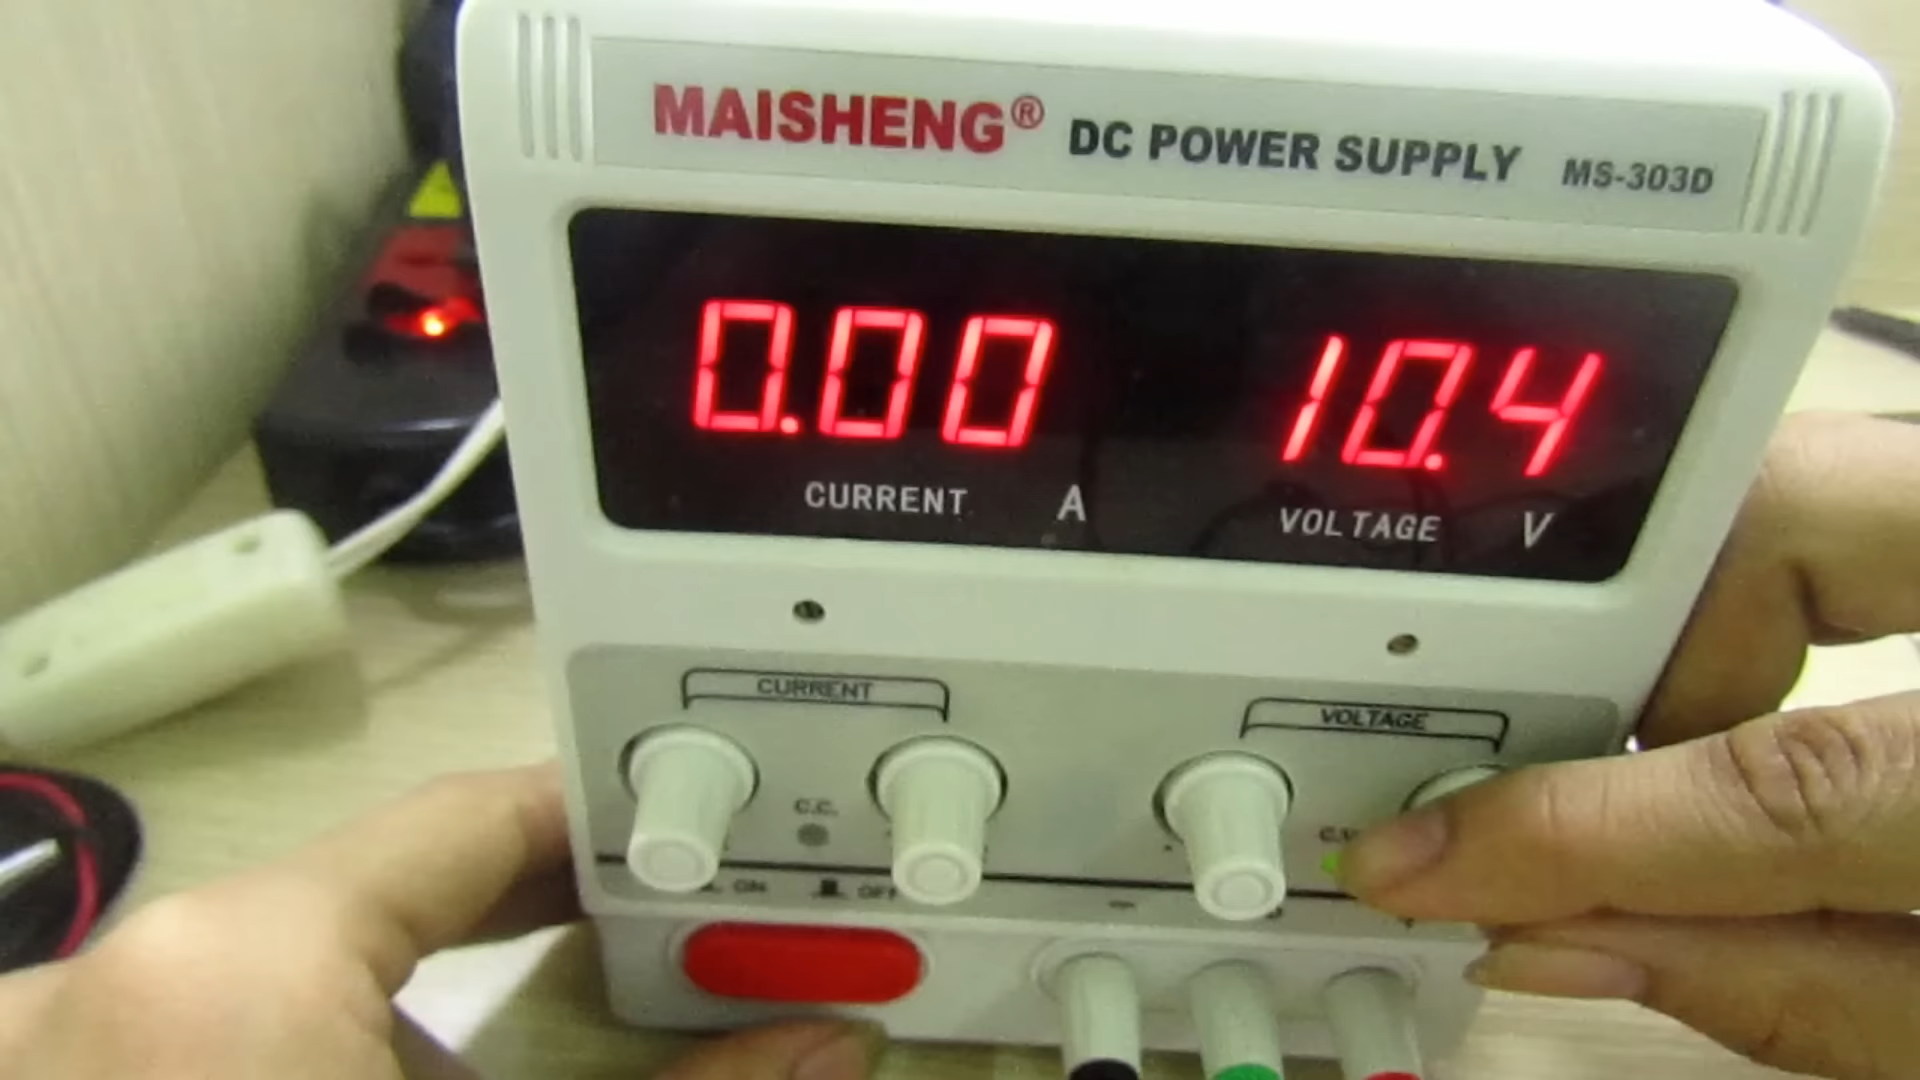 MAISHENG® DC POWER SUPPLY MS-303D
0.00 10.4
CURRENT A VOLTAGE V
CURRENT VOLTAGE
C.C. C.V
ON OFF